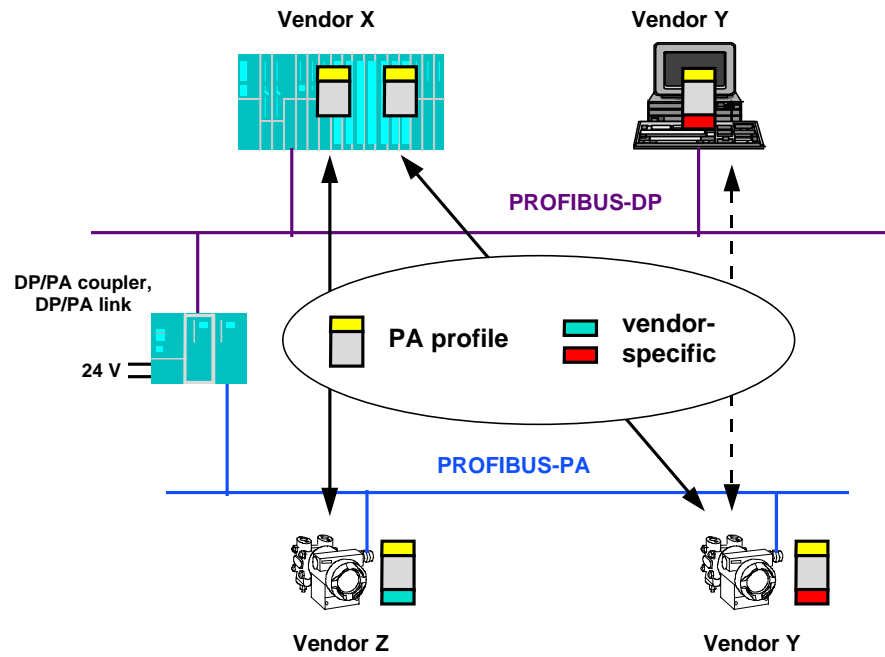 Vendor X
Vendor Y
PROFIBUS-DP
DP/PA coupler,
DP/PA link
24 V
PA profile
vendor-
specific
PROFIBUS-PA
Vendor Z
Vendor Y